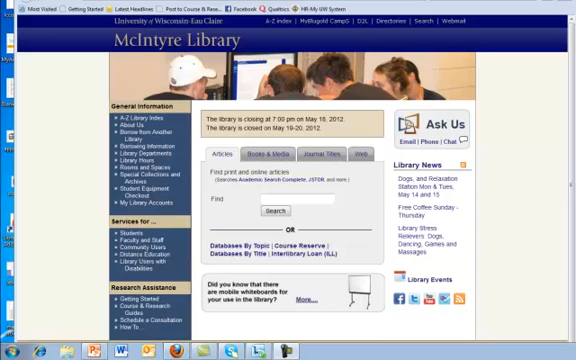 Most Visited Getting Started Latest Headlines Post to Course & Rese... Facebook Qualtrics HR-My UW System
University of Wisconsin-Eau Claire
A-Z index | MyBlugold CampS | D2L | Directories | Search | Webmail
McIntyre Library
General Information
A-Z Library Index
About Us
Borrow from Another
Library
Borrowing Information
Library Departments
Library Hours
Rooms and Spaces
Special Collections and
Archives
Student Equipment
Checkout
My Library Accounts
Services for ...
Students
Faculty and Staff
Community Users
Distance Education
Library Users with
Disabilities
Research Assistance
Getting Started
Course & Research
Guides
Schedule a Consultation
How To...
The library is closing at 7:00 pm on May 18, 2012.
The library is closed on May 19-20, 2012.
Articles Books & Media Journal Titles Web
Find print and online articles
(Searches Academic Search Complete, JSTOR, and more.)
Find
Search
OR
Databases By Topic | Course Reserve
Databases By Title | Interlibrary Loan (ILL)
Did you know that there
are mobile whiteboards for
your use in the library?
More....
Ask Us
Email | Phone | Chat
Library News
Dogs, and Relaxation
Station Mon & Tues,
May 14 and 15
Free Coffee Sunday -
Thursday
Library Stress
Relievers: Dogs,
Dancing, Games and
Massages
Library Events